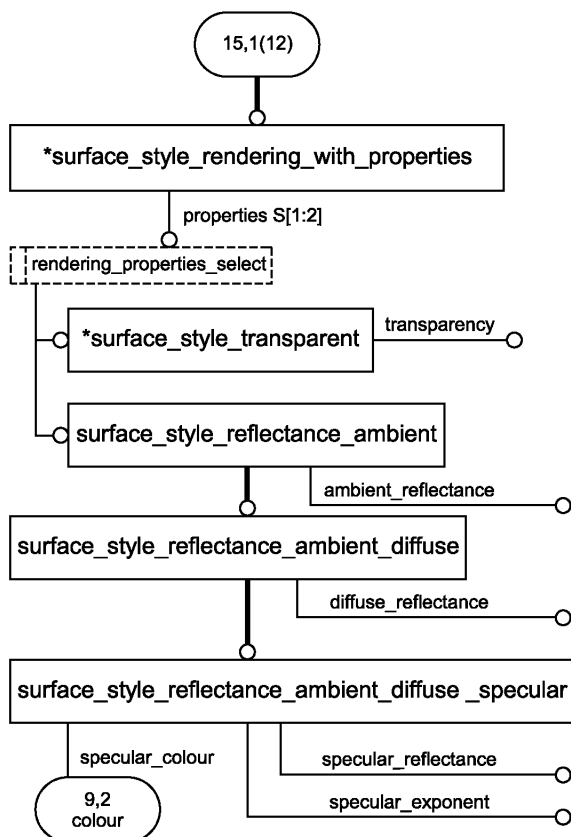 15,1(12)
*surface_style_rendering_with_properties
properties S[1:2]
rendering_properties_select
transparency
*surface_style_transparent
surface_style_reflectance_ambient
ambient_reflectance
surface_style_reflectance_ambient_diffuse
diffuse_reflectance
surface_style_reflectance_ambient_diffuse _specular
specular_colour
specular_reflectance
9,2
colour
specular_exponent